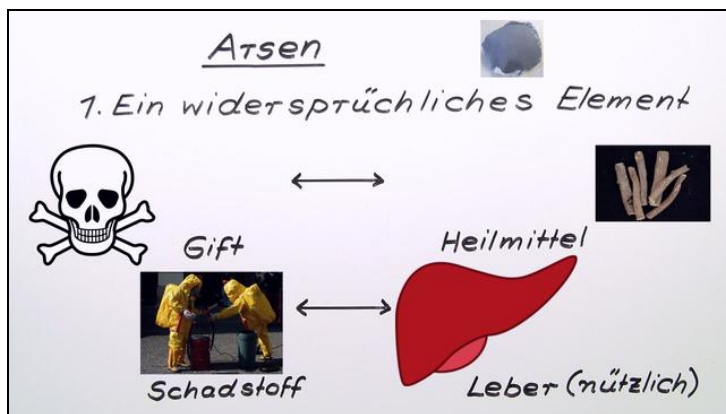 Arsen
1. Ein widersprüchliches Element
Gift
Heilmittel
Schadstoff
Leber (nützlich)